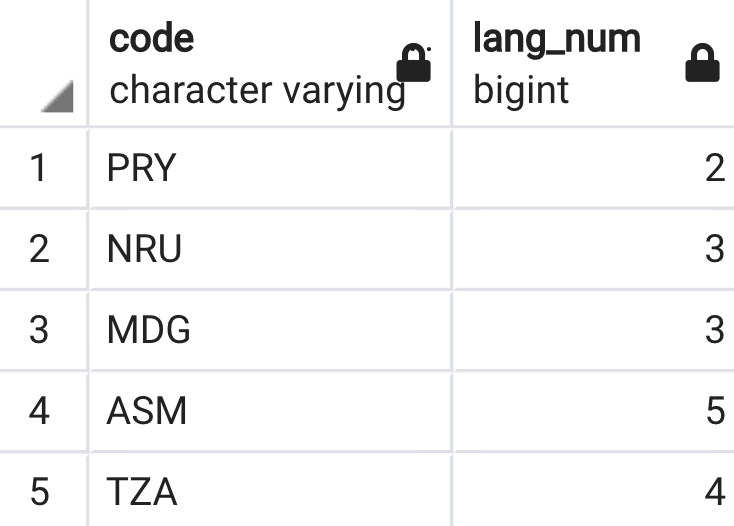 code lang_num
character varying bigint
1 PRY 2
2 NRU 3
3 MDG 3
4 ASM 5
5 TZA 4